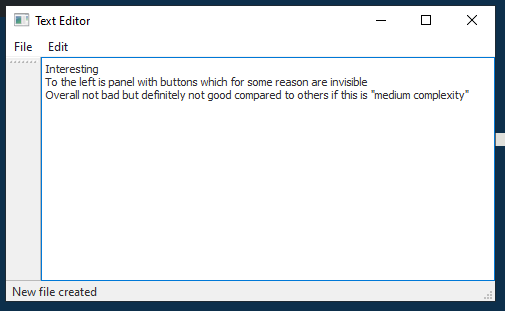 Text Editor
File Edit
Interesting
To the left is panel with buttons which for some reason are invisible
Overall not bad but definitely not good compared to others if this is "medium complexity"
New file created